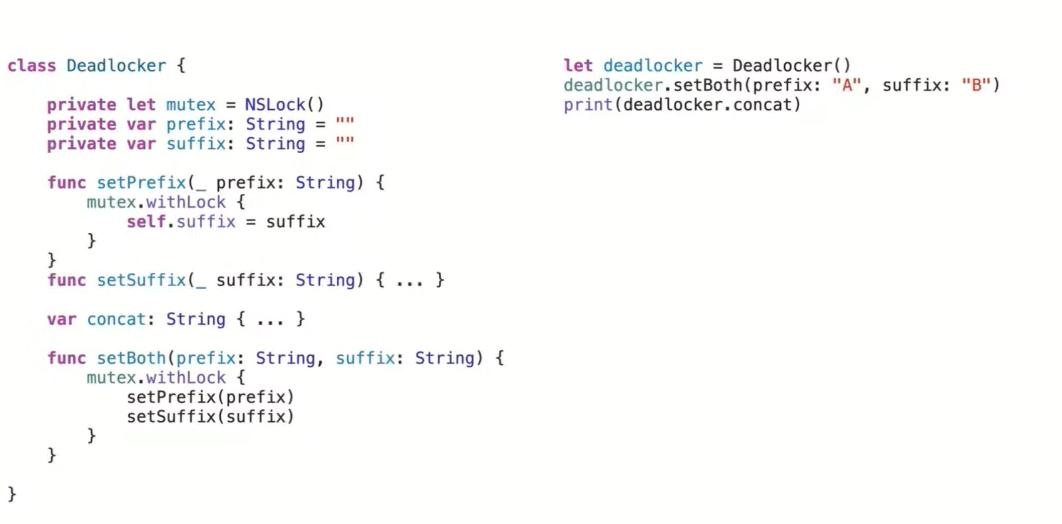 class Deadlocker {
private let mutex = NSLock()
private var prefix: String = ""
private var suffix: String = ""
func setPrefix(_ prefix: String) {
mutex.withLock {
self.suffix = suffix
}
}
func setSuffix(_ suffix: String) { ... }
var concat: String { ... }
func setBoth(prefix: String, suffix: String) {
mutex.withLock {
setPrefix(prefix)
setSuffix(suffix)
}
}
}
let deadlocker = Deadlocker()
deadlocker.setBoth(prefix: "A", suffix: "B")
print(deadlocker.concat)